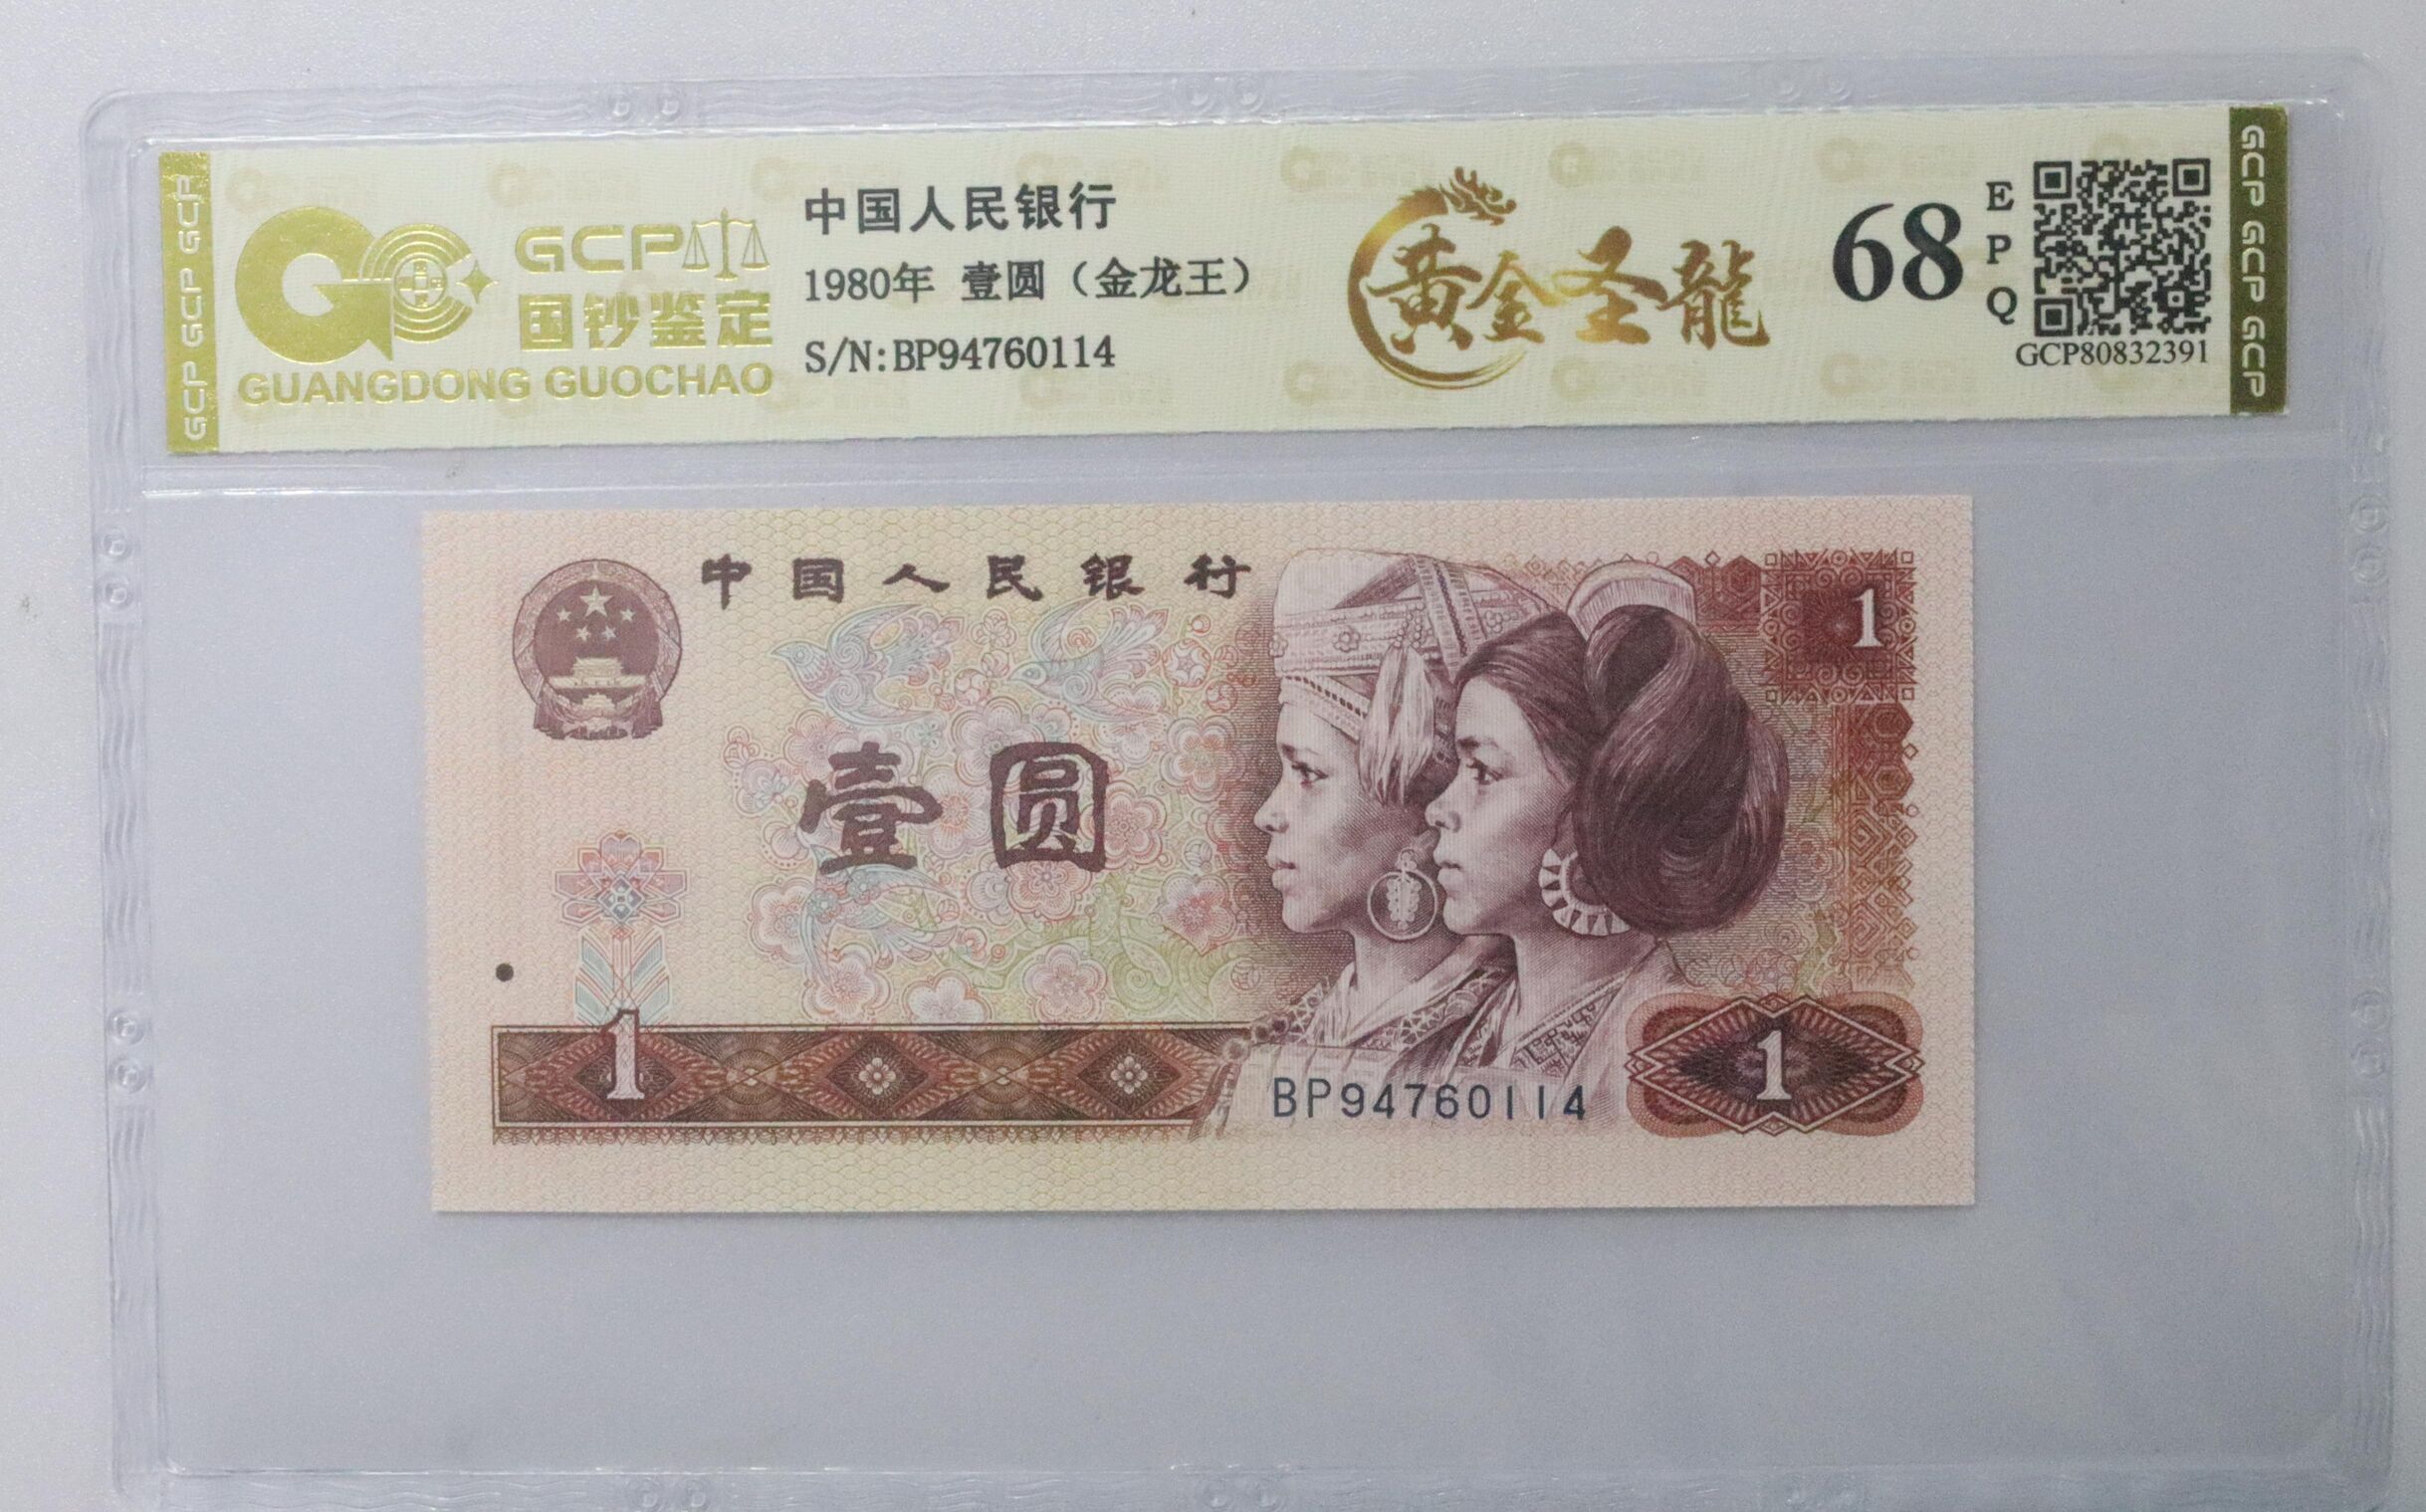 GCP GCP GCP
GCP
国钞鉴定
GUANGDONG GUOCHAO
中国人民银行
1980年 壹圆（金龙王）
S/N:BP94760114
黄金圣龍
68
E
P
Q
GCP80832391
GCP GCP GCP
中国人民银行
1
壹圆
1
BP94760114
1